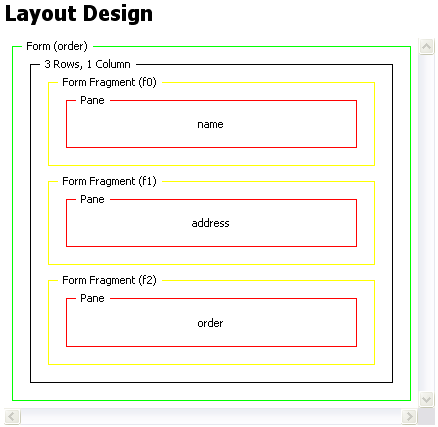 Layout Design
Form (order)
3 Rows, 1 Column
Form Fragment (f0)
Pane
name
Form Fragment (f1)
Pane
address
Form Fragment (f2)
Pane
order